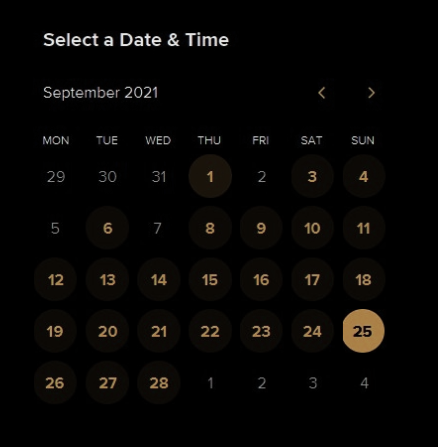 Select a Date & Time
September 2021
MON TUE WED THU FRI SAT SUN
29 30 31 1 2 3 4
5 6 7 8 9 10 11
12 13 14 15 16 17 18
19 20 21 22 23 24 25
26 27 28 1 2 3 4